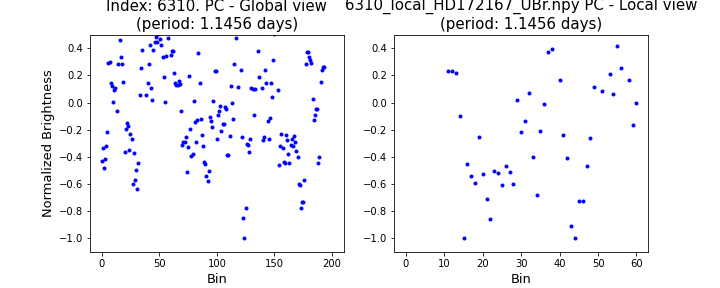 Index: 6310. PC - Global view
(period: 1.1456 days)
6310_local_HD172167_UBr.npy PC - Local view
(period: 1.1456 days)
Normalized Brightness
0.4
0.2
0.0
−0.2
−0.4
−0.6
−0.8
−1.0
0 50 100 150 200
Bin
0.4
0.2
0.0
−0.2
−0.4
−0.6
−0.8
−1.0
0 10 20 30 40 50 60
Bin